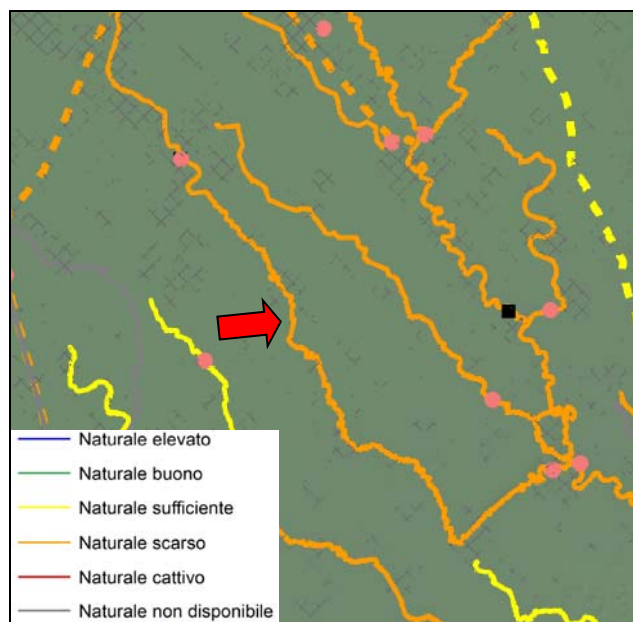 Naturale elevato
Naturale buono
Naturale sufficiente
Naturale scarso
Naturale cattivo
Naturale non disponibile